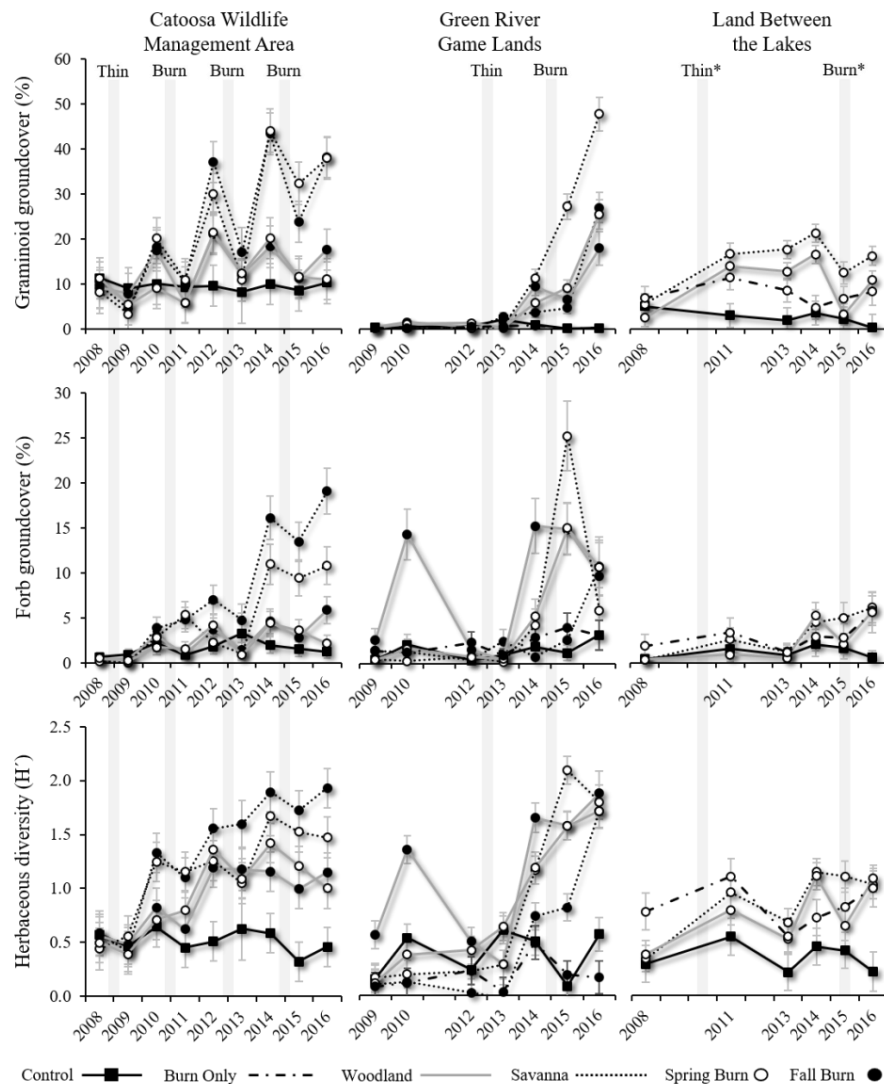 Catoosa Wildlife
Management Area
Green River
Game Lands
Land Between
the Lakes
Graminoid groundcover (%)
60
50
40
30
20
10
0
Thin Burn Burn Burn
Thin Burn
Thin* Burn*
2008 2009 2010 2011 2012 2013 2014 2015 2016
2009 2010 2012 2013 2014 2015 2016
2008 2011 2013 2014 2015 2016
Forb groundcover (%)
30
25
20
15
10
5
0
2008 2009 2010 2011 2012 2013 2014 2015 2016
2009 2010 2012 2013 2014 2015 2016
2008 2011 2013 2014 2015 2016
Herbaceous diversity (H´)
2.5
2.0
1.5
1.0
0.5
0.0
2008 2009 2010 2011 2012 2013 2014 2015 2016
2009 2010 2012 2013 2014 2015 2016
2008 2011 2013 2014 2015 2016
Control Burn Only Woodland Savanna Spring Burn Fall Burn